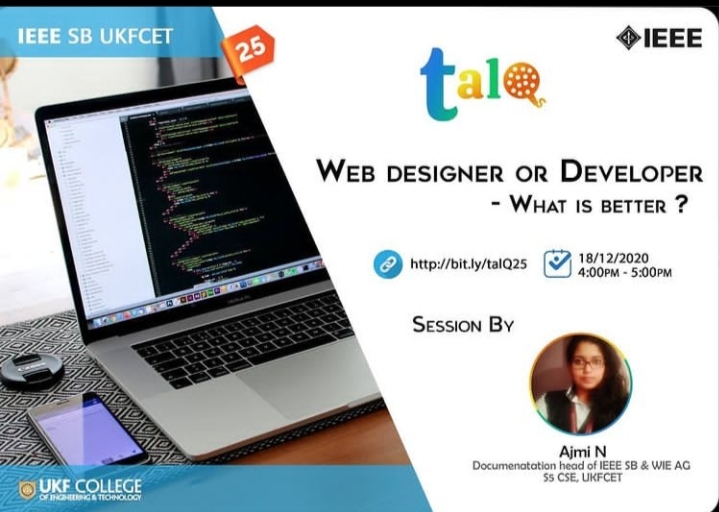 IEEE SB UKFCET
25
IEEE
talQ
WEB DESIGNER OR DEVELOPER
- WHAT IS BETTER ?
http://bit.ly/talQ25
18/12/2020
4:00PM - 5:00PM
SESSION BY
Ajmi N
Documenatation head of IEEE SB & WIE AG
S5 CSE, UKFCET
UKF COLLEGE
OF ENGINEERING & TECHNOLOGY